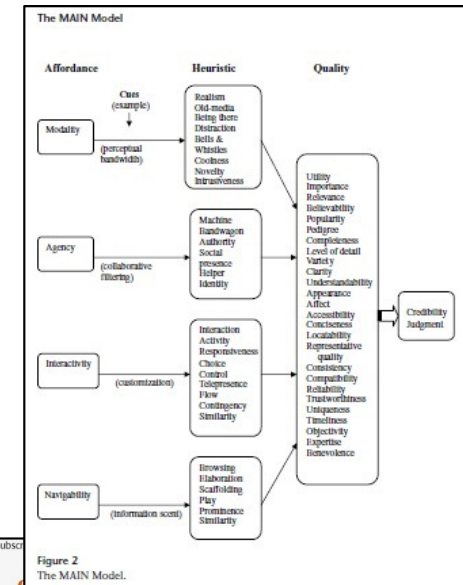 The MAIN Model
Affordance
Heuristic
Quality
Cues
(example)
Modality
(perceptual
bandwidth)
Realism
Old-media
Being there
Distraction
Bells &
Whistles
Coolness
Novelty
Intrusiveness
Agency
(collaborative
filtering)
Machine
Bandwagon
Authority
Social
presence
Helper
Identity
Interactivity
(customization)
Interaction
Activity
Responsiveness
Choice
Control
Telepresence
Flow
Contingency
Similarity
Navigability
(information scent)
Browsing
Elaboration
Scaffolding
Play
Prominence
Similarity
Utility
Importance
Relevance
Believability
Popularity
Pedigree
Completeness
Level of detail
Variety
Clarity
Understandability
Appearance
Affect
Accessibility
Conciseness
Locatability
Representative
quality
Consistency
Compatibility
Reliability
Trustworthiness
Uniqueness
Timeliness
Objectivity
Expertise
Benevolence
Credibility
Judgment
Figure 2
The MAIN Model.